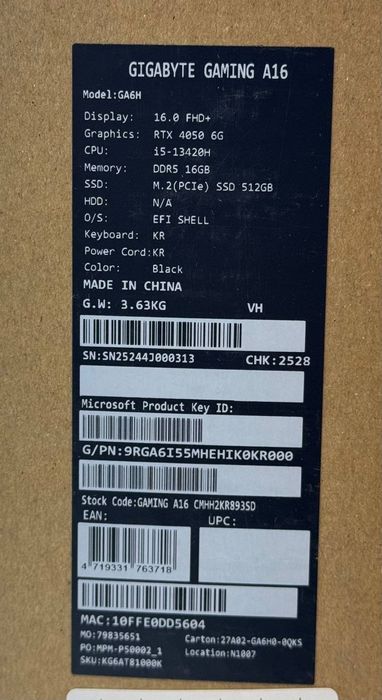 GIGABYTE GAMING A16
Model:GA6H
Display: 16.0 FHD+
Graphics: RTX 4050 6G
CPU: i5-13420H
Memory: DDR5 16GB
SSD: M.2(PCIe) SSD 512GB
HDD: N/A
O/S: EFI SHELL
Keyboard: KR
Power Cord:KR
Color: Black
MADE IN CHINA
G.W: 3.63KG VH
SN:SN25244J000313 CHK:2528
Microsoft Product Key ID:
G/PN:9RGA6I55MHEHIK0KR000
Stock Code:GAMING A16 CMHH2KR893SD
EAN: UPC:
4 719331 763718
MAC:10FFE0DD5604
MO:79835651 Carton:27A02-GA6H0-0QKS
PO:MPM-P50002_1 Location:N1007
SKU:KG6AT81000K